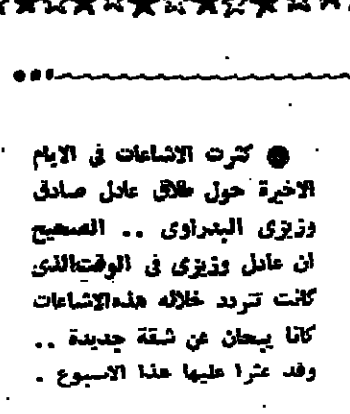 ● كثرت الاشاعات في الايام
الاخيرة حول طلاق عادل صادق
وزيزى البدراوى .. الصحيح
ان عادل وزيزى فى الوقت الذى
كانت تتردد خلاله هذه الاشاعات
كانا يبحثان عن شقة جديدة ..
وقد عثرا عليها هذا الاسبوع .